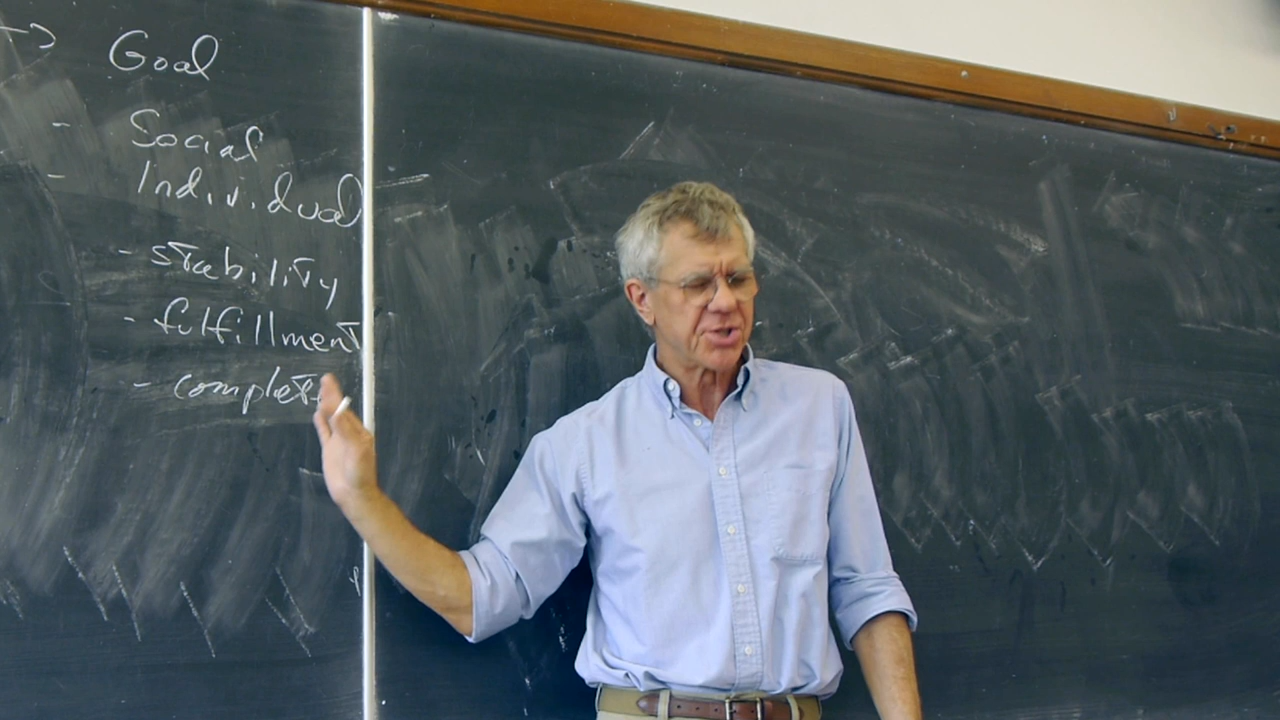 → Goal
- Social
- Individual
- stability
- fulfillment